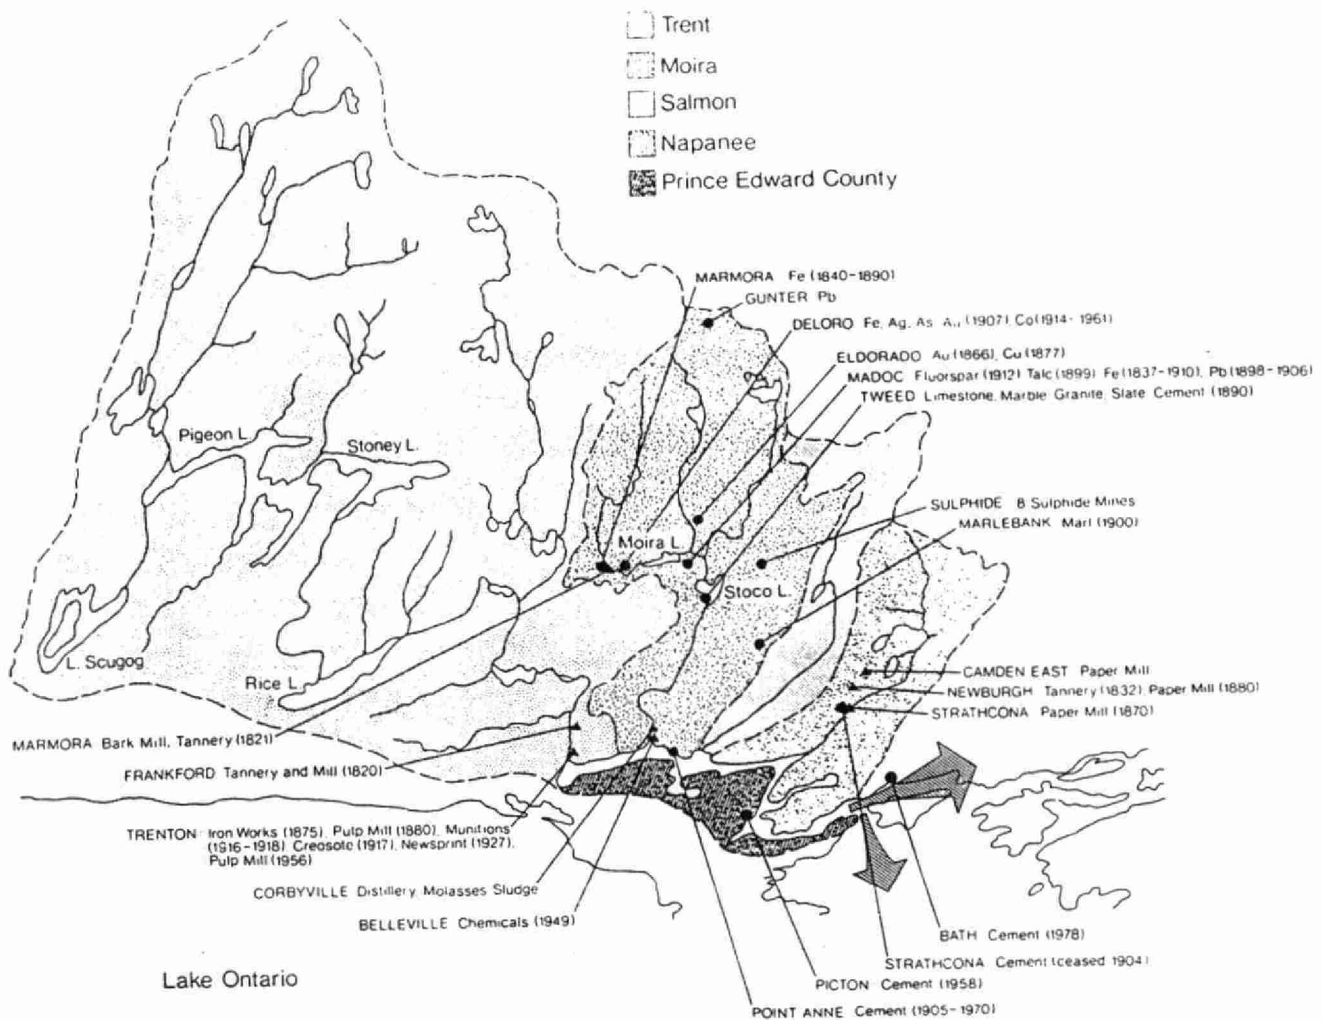 Trent
Moira
Salmon
Napanee
Prince Edward County
MARMORA Fe (1840-1890)
GUNTER Pb
DELORO Fe, Ag, As, Au (1907), Co (1914-1961)
ELDORADO Au (1866), Cu (1877)
MADOC Fluorspar (1912) Talc (1899) Fe (1837-1910), Pb (1898-1906)
TWEED Limestone, Marble Granite, Slate Cement (1890)
Pigeon L.
Stoney L.
SULPHIDE 8 Sulphide Mines
MARLEBANK Marl (1900)
Moira L.
Stoco L.
L. Scugog
Rice L.
CAMDEN EAST Paper Mill
NEWBURGH Tannery (1832), Paper Mill (1880)
STRATHCONA Paper Mill (1870)
MARMORA Bark Mill, Tannery (1821)
FRANKFORD Tannery and Mill (1820)
TRENTON Iron Works (1875), Pulp Mill (1880), Munitions
(1916-1918) Creosote (1917), Newsprint (1927),
Pulp Mill (1956)
CORBYVILLE Distillery, Molasses Sludge
BELLEVILLE Chemicals (1949)
BATH Cement (1978)
STRATHCONA Cement (ceased 1904)
Lake Ontario
PICTON Cement (1958)
POINT ANNE Cement (1905-1970)